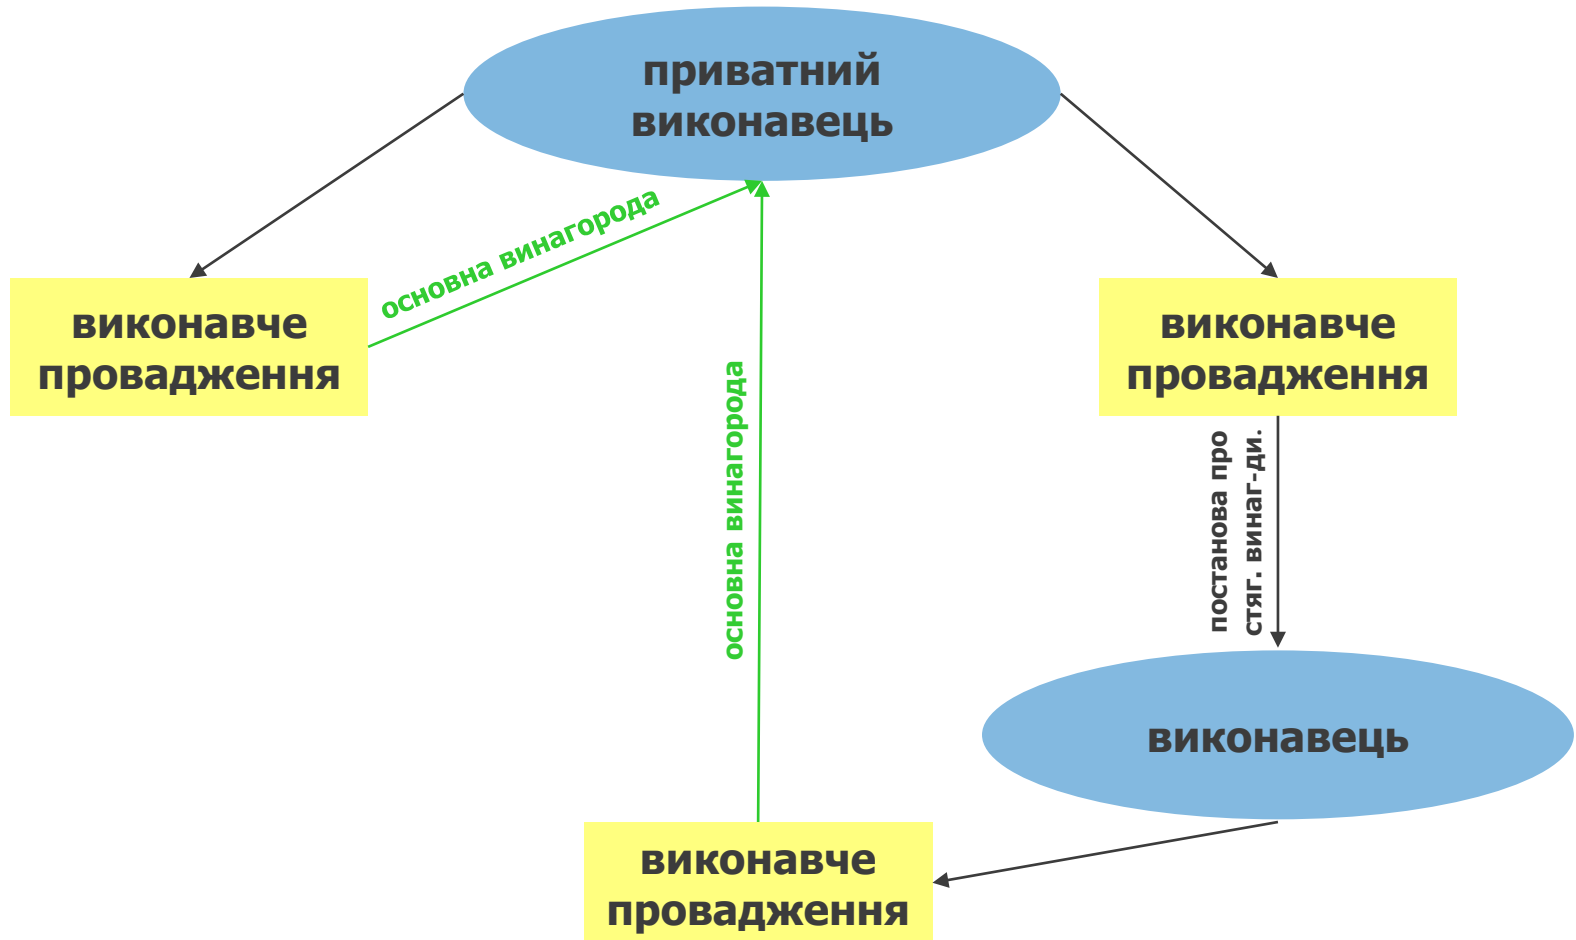 приватний
виконавець
основна винагорода
виконавче
провадження
виконавче
провадження
основна винагорода
постанова про
стяг. винаг-ди.
виконавець
виконавче
провадження